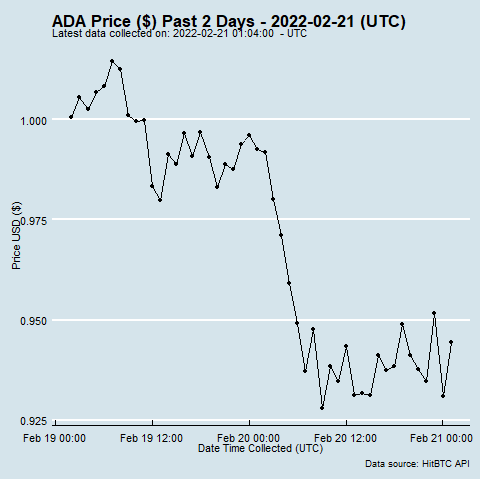 ADA Price ($) Past 2 Days - 2022-02-21 (UTC)
Latest data collected on: 2022-02-21 01:04:00  - UTC
Price USD ($)
1.000
0.975
0.950
0.925
Feb 19 00:00
Feb 19 12:00
Feb 20 00:00
Feb 20 12:00
Feb 21 00:00
Date Time Collected (UTC)
Data source: HitBTC API